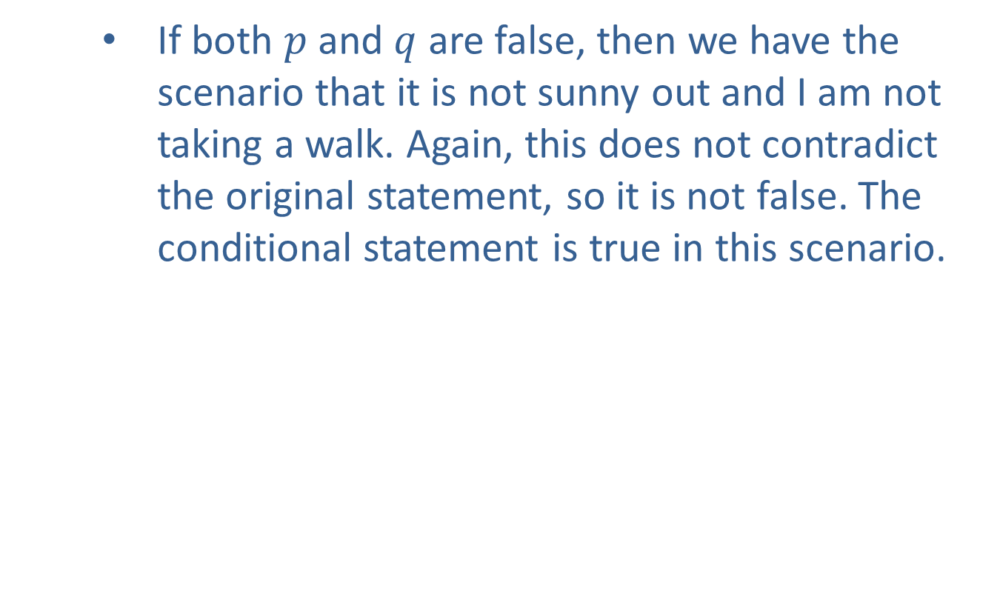 • If both p and q are false, then we have the
scenario that it is not sunny out and I am not
taking a walk. Again, this does not contradict
the original statement, so it is not false. The
conditional statement is true in this scenario.